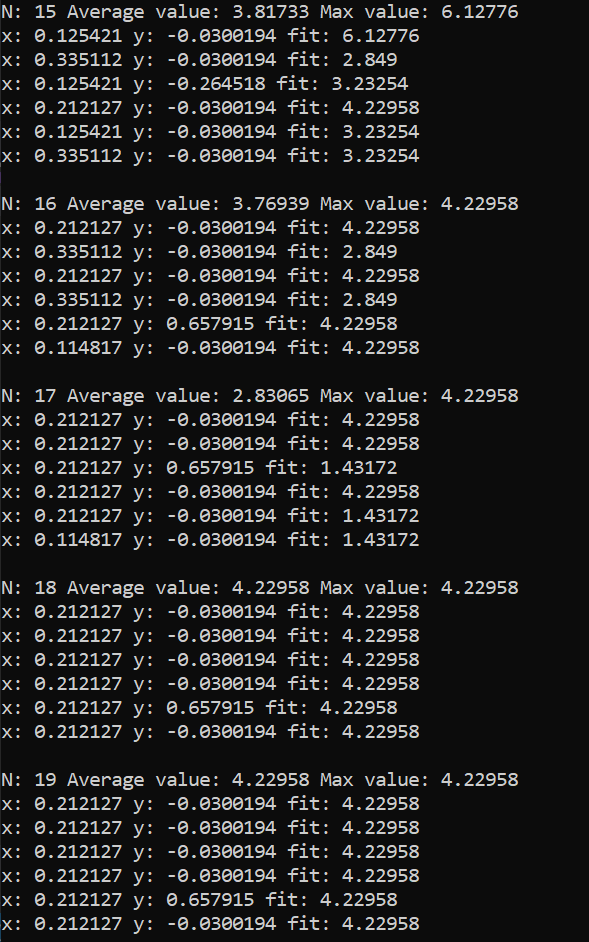 N: 15 Average value: 3.81733 Max value: 6.12776
x: 0.125421 y: -0.0300194 fit: 6.12776
x: 0.335112 y: -0.0300194 fit: 2.849
x: 0.125421 y: -0.264518 fit: 3.23254
x: 0.212127 y: -0.0300194 fit: 4.22958
x: 0.125421 y: -0.0300194 fit: 3.23254
x: 0.335112 y: -0.0300194 fit: 3.23254
N: 16 Average value: 3.76939 Max value: 4.22958
x: 0.212127 y: -0.0300194 fit: 4.22958
x: 0.335112 y: -0.0300194 fit: 2.849
x: 0.212127 y: -0.0300194 fit: 4.22958
x: 0.335112 y: -0.0300194 fit: 2.849
x: 0.212127 y: 0.657915 fit: 4.22958
x: 0.114817 y: -0.0300194 fit: 4.22958
N: 17 Average value: 2.83065 Max value: 4.22958
x: 0.212127 y: -0.0300194 fit: 4.22958
x: 0.212127 y: -0.0300194 fit: 4.22958
x: 0.212127 y: 0.657915 fit: 1.43172
x: 0.212127 y: -0.0300194 fit: 4.22958
x: 0.212127 y: -0.0300194 fit: 1.43172
x: 0.114817 y: -0.0300194 fit: 1.43172
N: 18 Average value: 4.22958 Max value: 4.22958
x: 0.212127 y: -0.0300194 fit: 4.22958
x: 0.212127 y: -0.0300194 fit: 4.22958
x: 0.212127 y: -0.0300194 fit: 4.22958
x: 0.212127 y: -0.0300194 fit: 4.22958
x: 0.212127 y: 0.657915 fit: 4.22958
x: 0.212127 y: -0.0300194 fit: 4.22958
N: 19 Average value: 4.22958 Max value: 4.22958
x: 0.212127 y: -0.0300194 fit: 4.22958
x: 0.212127 y: -0.0300194 fit: 4.22958
x: 0.212127 y: -0.0300194 fit: 4.22958
x: 0.212127 y: -0.0300194 fit: 4.22958
x: 0.212127 y: 0.657915 fit: 4.22958
x: 0.212127 y: -0.0300194 fit: 4.22958